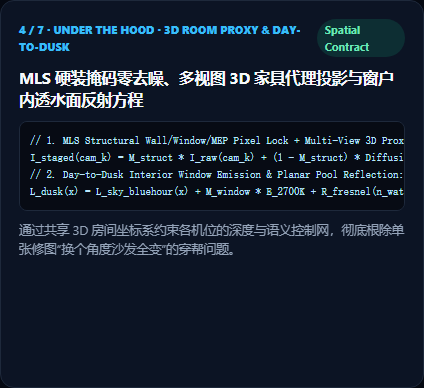 4 / 7 · UNDER THE HOOD · 3D ROOM PROXY & DAY-
TO-DUSK
Spatial
Contract
MLS 硬装掩码零去噪、多视图 3D 家具代理投影与窗户
内透水面反射方程
// 1. MLS Structural Wall/Window/MEP Pixel Lock + Multi-View 3D Prox
I_staged(cam_k) = M_struct * I_raw(cam_k) + (1 - M_struct) * Diffusi
// 2. Day-to-Dusk Interior Window Emission & Planar Pool Reflection:
L_dusk(x) = L_sky_bluehour(x) + M_window * E_2700K + R_fresnel(n_wat
通过共享 3D 房间坐标系约束各机位的深度与语义控制网，彻底根除单
张修图“换个角度沙发全变”的穿帮问题。